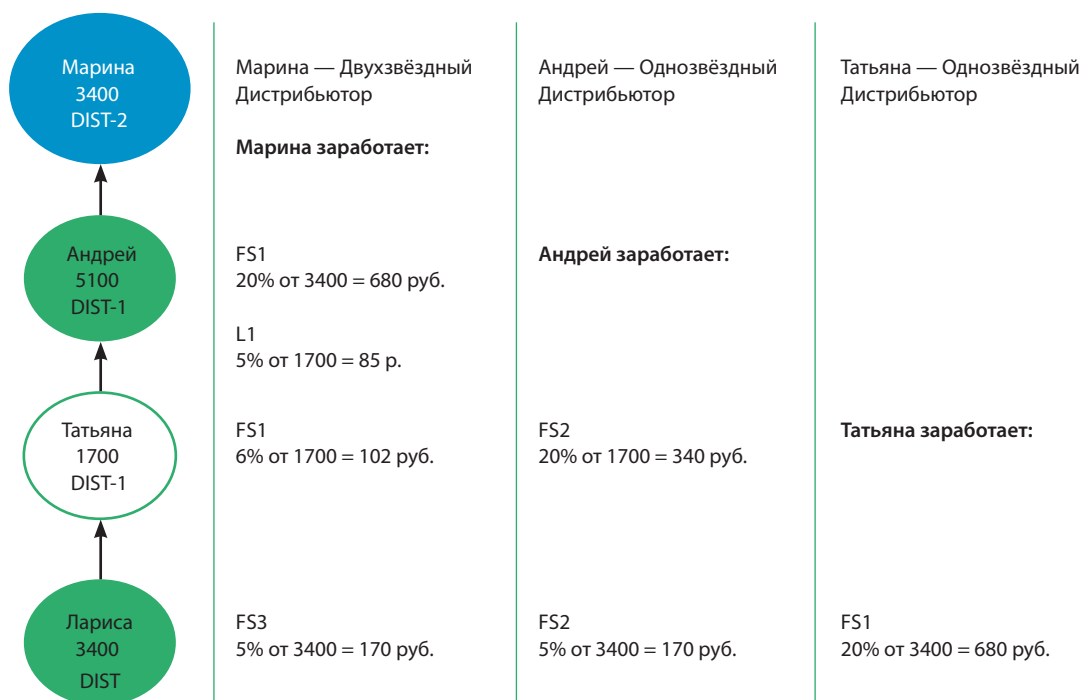 Марина
3400
DIST-2
Марина — Двухзвёздный
Дистрибьютор
Марина заработает:
Андрей — Однозвёздный
Дистрибьютор
Татьяна — Однозвёздный
Дистрибьютор
Андрей
5100
DIST-1
FS1
20% от 3400 = 680 руб.
L1
5% от 1700 = 85 р.
Андрей заработает:
Татьяна
1700
DIST-1
FS1
6% от 1700 = 102 руб.
FS2
20% от 1700 = 340 руб.
Татьяна заработает:
Лариса
3400
DIST
FS3
5% от 3400 = 170 руб.
FS2
5% от 3400 = 170 руб.
FS1
20% от 3400 = 680 руб.